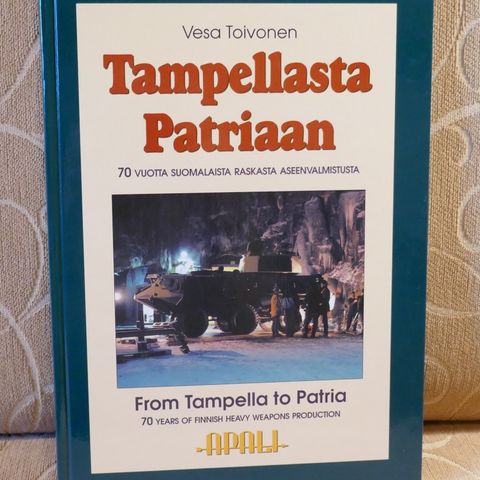 Vesa Toivonen
Tampellasta
Patriaan
70 VUOTTA SUOMALAISTA RASKASTA ASEENVALMISTUSTA
From Tampella to Patria
70 YEARS OF FINNISH HEAVY WEAPONS PRODUCTION
APALI